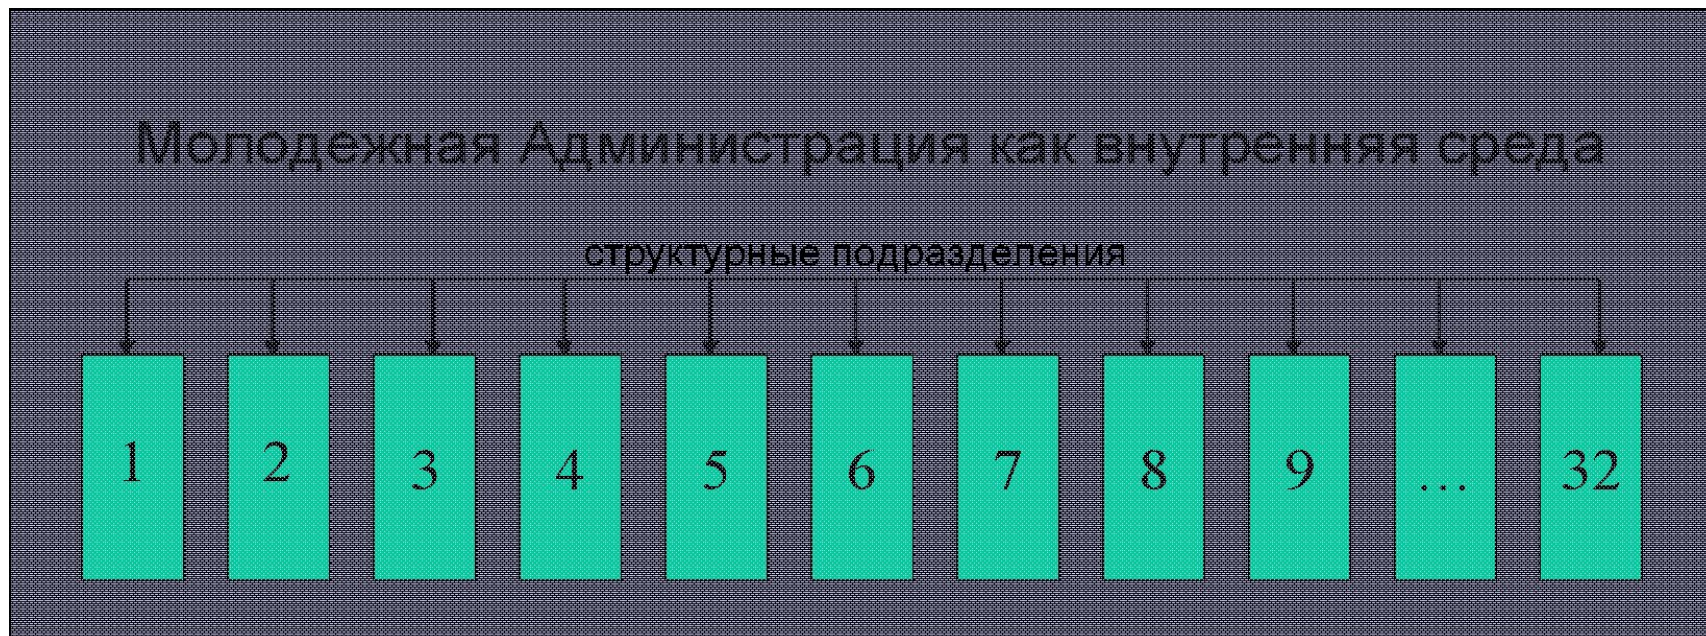 Молодежная Администрация как внутренняя среда
структурные подразделения
1 2 3 4 5 6 7 8 9 ... 32